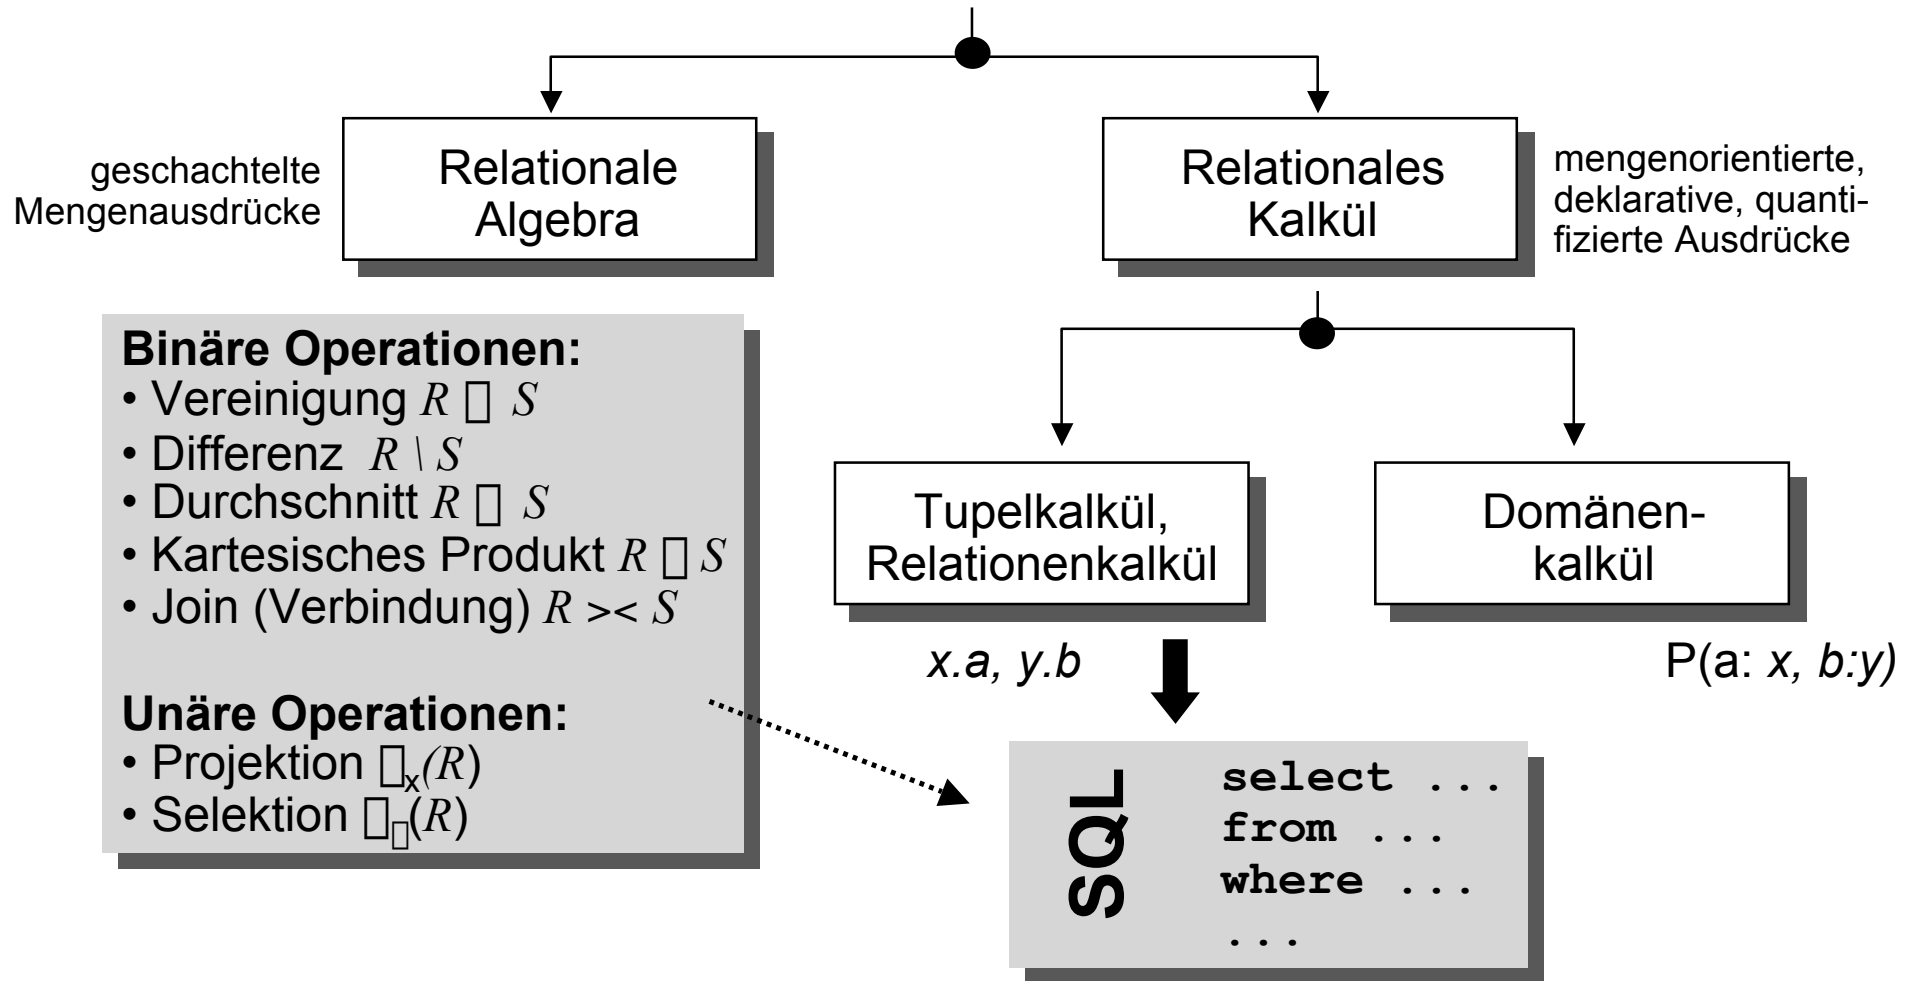 geschachtelte
Mengenausdrücke
Relationale
Algebra
Relationales
Kalkül
mengenorientierte,
deklarative, quanti-
fizierte Ausdrücke
Binäre Operationen:
• Vereinigung R □ S
• Differenz R \ S
• Durchschnitt R □ S
• Kartesisches Produkt R □ S
• Join (Verbindung) R >< S
Unäre Operationen:
• Projektion □x(R)
• Selektion □□(R)
Tupelkalkül,
Relationenkalkül
Domänen-
kalkül
x.a, y.b
P(a: x, b:y)
SQL
select ...
from ...
where ...
...